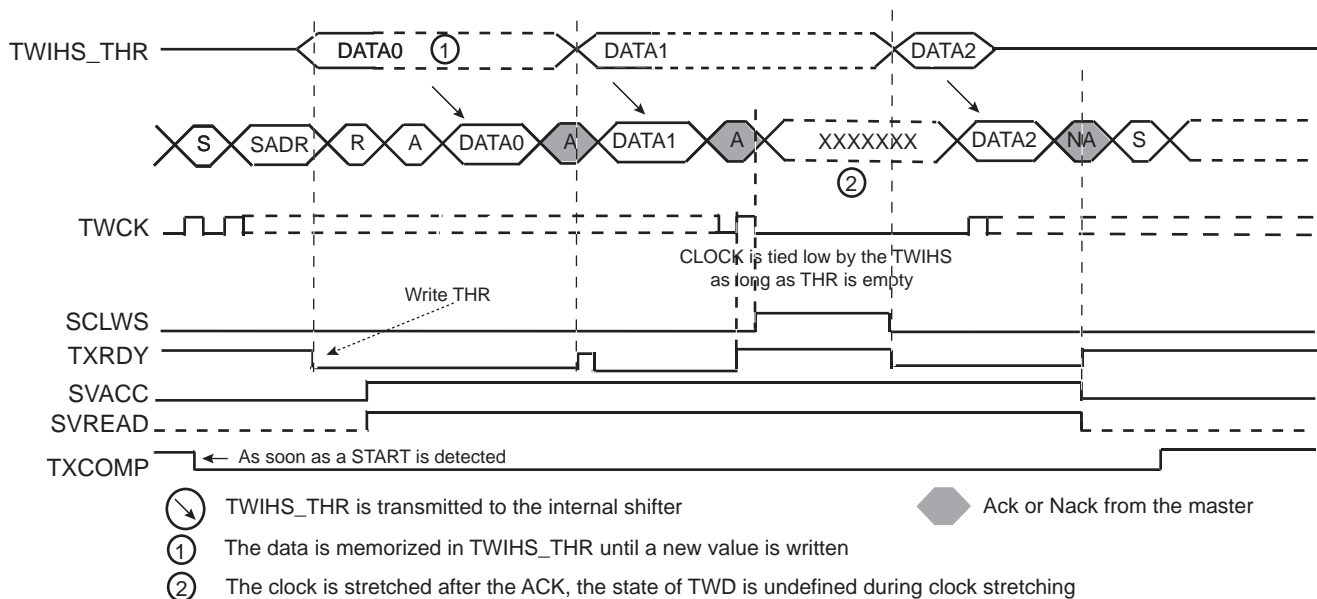 TWIHS_THR DATA0 1 DATA1 DATA2
S SADR R A DATA0 A DATA1 A XXXXXXX DATA2 NA S
2
TWCK
CLOCK is tied low by the TWIHS
as long as THR is empty
Write THR
SCLWS
TXRDY
SVACC
SVREAD
TXCOMP As soon as a START is detected
TWIHS_THR is transmitted to the internal shifter Ack or Nack from the master
1 The data is memorized in TWIHS_THR until a new value is written
2 The clock is stretched after the ACK, the state of TWD is undefined during clock stretching